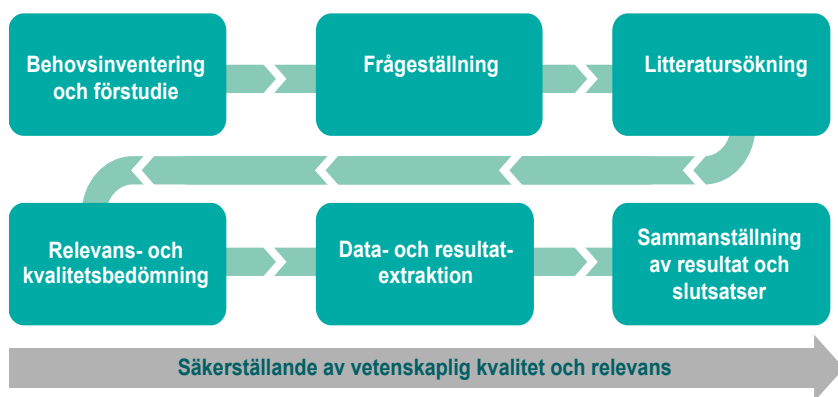 Behovsinventering
och förstudie
Frågeställning
Litteratursökning
Relevans- och
kvalitetsbedömning
Data- och resultat-
extraktion
Sammanställning
av resultat och
slutsatser
Säkerställande av vetenskaplig kvalitet och relevans